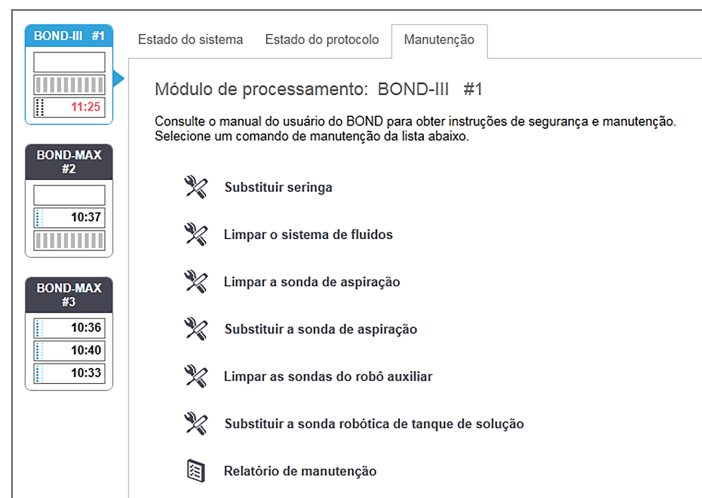 BOND-III #1
11:25
BOND-MAX
#2
10:37
BOND-MAX
#3
10:36
10:40
10:33
Estado do sistema Estado do protocolo Manutenção
Módulo de processamento: BOND-III #1
Consulte o manual do usuário do BOND para obter instruções de segurança e manutenção.
Selecione um comando de manutenção da lista abaixo.
Substituir seringa
Limpar o sistema de fluidos
Limpar a sonda de aspiração
Substituir a sonda de aspiração
Limpar as sondas do robô auxiliar
Substituir a sonda robótica de tanque de solução
Relatório de manutenção